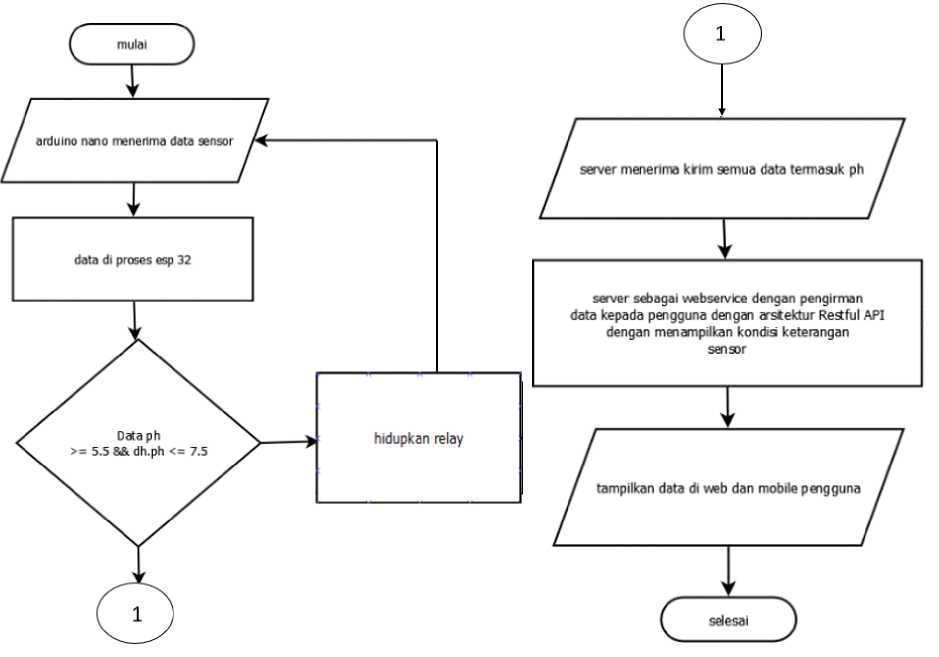 mulai
arduino nano menerima data sensor
data di proses esp 32
Data ph
>= 5.5 && dh.ph <= 7.5
hidupkan relay
1
1
server menerima kirim semua data termasuk ph
server sebagai webservice dengan pengirman
data kepada pengguna dengan arsitektur Restful API
dengan menampilkan kondisi keterangan
sensor
tampilkan data di web dan mobile pengguna
selesai